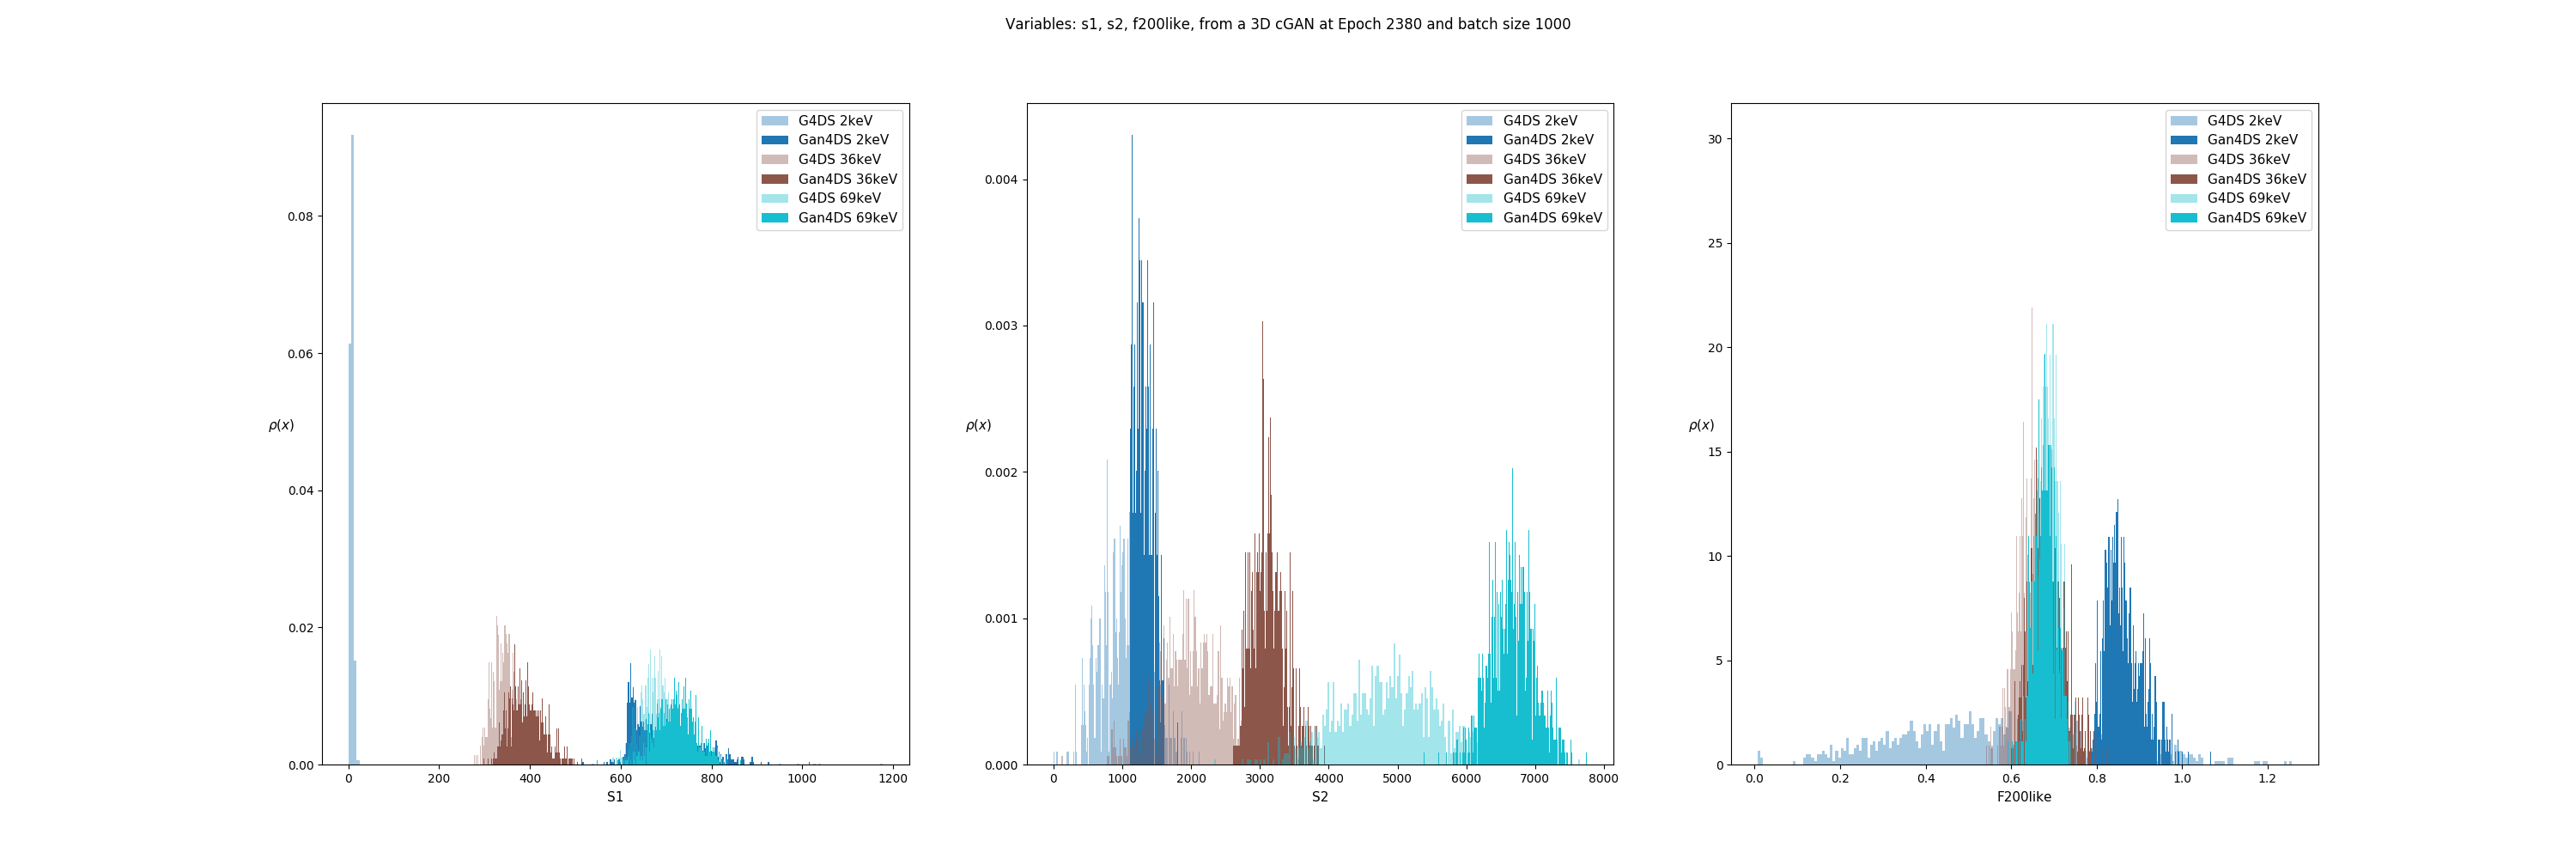 Variables: s1, s2, f200like, from a 3D cGAN at Epoch 2380 and batch size 1000
G4DS 2keV
Gan4DS 2keV
G4DS 36keV
Gan4DS 36keV
G4DS 69keV
Gan4DS 69keV
0.08
0.06
0.04
0.02
0.00
ρ(x)
0 200 400 600 800 1000 1200
S1
G4DS 2keV
Gan4DS 2keV
G4DS 36keV
Gan4DS 36keV
G4DS 69keV
Gan4DS 69keV
0.004
0.003
0.002
0.001
0.000
ρ(x)
0 1000 2000 3000 4000 5000 6000 7000 8000
S2
G4DS 2keV
Gan4DS 2keV
G4DS 36keV
Gan4DS 36keV
G4DS 69keV
Gan4DS 69keV
30
25
20
15
10
5
0
ρ(x)
0.0 0.2 0.4 0.6 0.8 1.0 1.2
F200like